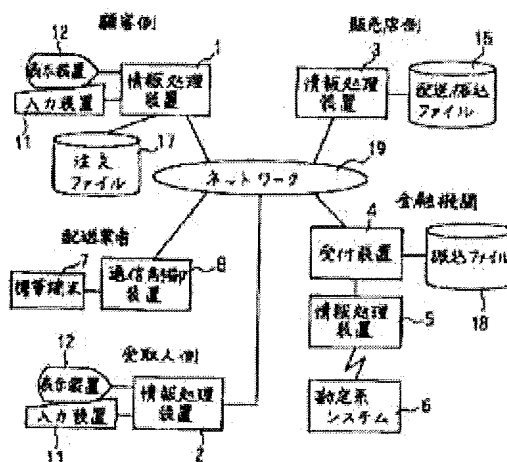 顧客側
12
表示装置
入力装置
11
1
情報処理
装置
17
注文
ファイル
販売店側
3
情報処理
装置
15
配送振込
ファイル
19
ネットワーク
配送業者
7
携帯端末
8
通信制御
装置
金融機関
4
受付装置
振込ファイル
18
情報処理
装置
5
勘定系
システム
6
受取人側
12
表示装置
入力装置
11
情報処理
装置
2